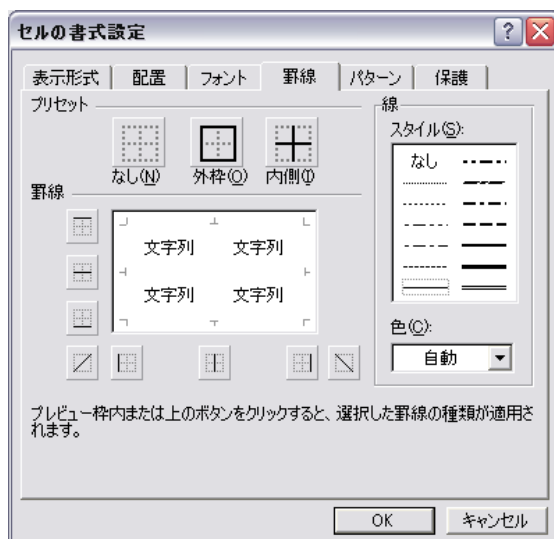 セルの書式設定
表示形式 配置 フォント 罫線 パターン 保護
プリセット
なし(N) 外枠(O) 内側(I)
罫線
文字列 文字列
文字列 文字列
線
スタイル(S):
なし
色(C):
自動
プレビュー枠内または上のボタンをクリックすると、選択した罫線の種類が適用さ
れます。
OK キャンセル